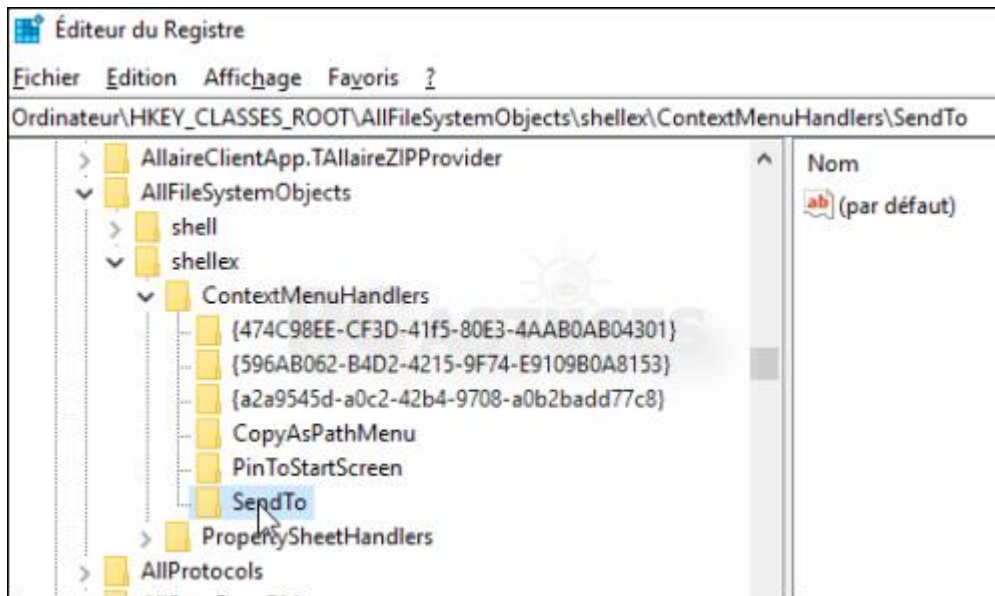 Éditeur du Registre
Fichier Edition Affichage Favoris ?
Ordinateur\HKEY_CLASSES_ROOT\AllFileSystemObjects\shellex\ContextMenuHandlers\SendTo
AllaireClientApp.TAllaireZIPProvider
Nom
AllFileSystemObjects
ab (par défaut)
shell
shellex
ContextMenuHandlers
{474C98EE-CF3D-41f5-80E3-4AAB0AB04301}
{596AB062-B4D2-4215-9F74-E9109B0A8153}
{a2a9545d-a0c2-42b4-9708-a0b2badd77c8}
CopyAsPathMenu
PinToStartScreen
SendTo
PropertySheetHandlers
AllProtocols